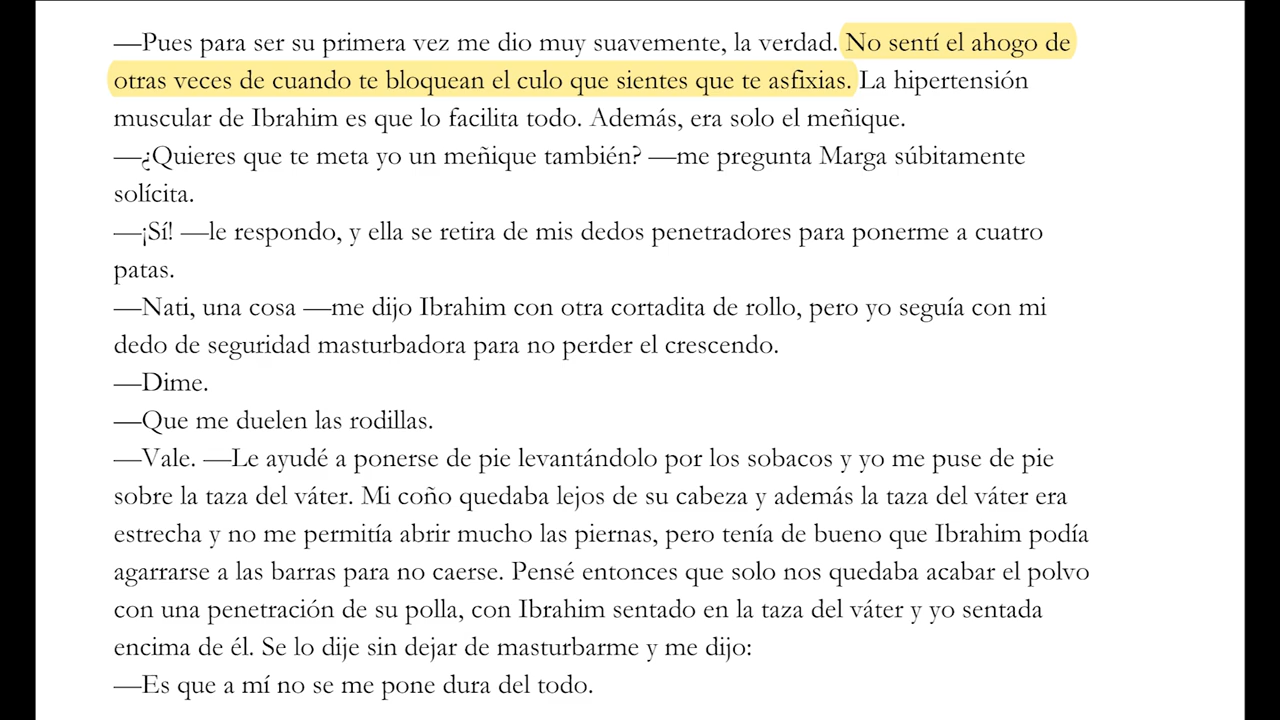 —Pues para ser su primera vez me dio muy suavemente, la verdad. No sentí el ahogo de
otras veces de cuando te bloquean el culo que sientes que te asfixias. La hipertensión
muscular de Ibrahim es que lo facilita todo. Además, era solo el meñique.
—¿Quieres que te meta yo un meñique también? —me pregunta Marga súbitamente
solícita.
—¡Sí! —le respondo, y ella se retira de mis dedos penetradores para ponerme a cuatro
patas.
—Nati, una cosa —me dijo Ibrahim con otra cortadita de rollo, pero yo seguía con mi
dedo de seguridad masturbadora para no perder el crescendo.
—Dime.
—Que me duelen las rodillas.
—Vale. —Le ayudé a ponerse de pie levantándolo por los sobacos y yo me puse de pie
sobre la taza del váter. Mi coño quedaba lejos de su cabeza y además la taza del váter era
estrecha y no me permitía abrir mucho las piernas, pero tenía de bueno que Ibrahim podía
agarrarse a las barras para no caerse. Pensé entonces que solo nos quedaba acabar el polvo
con una penetración de su polla, con Ibrahim sentado en la taza del váter y yo sentada
encima de él. Se lo dije sin dejar de masturbarme y me dijo:
—Es que a mí no se me pone dura del todo.